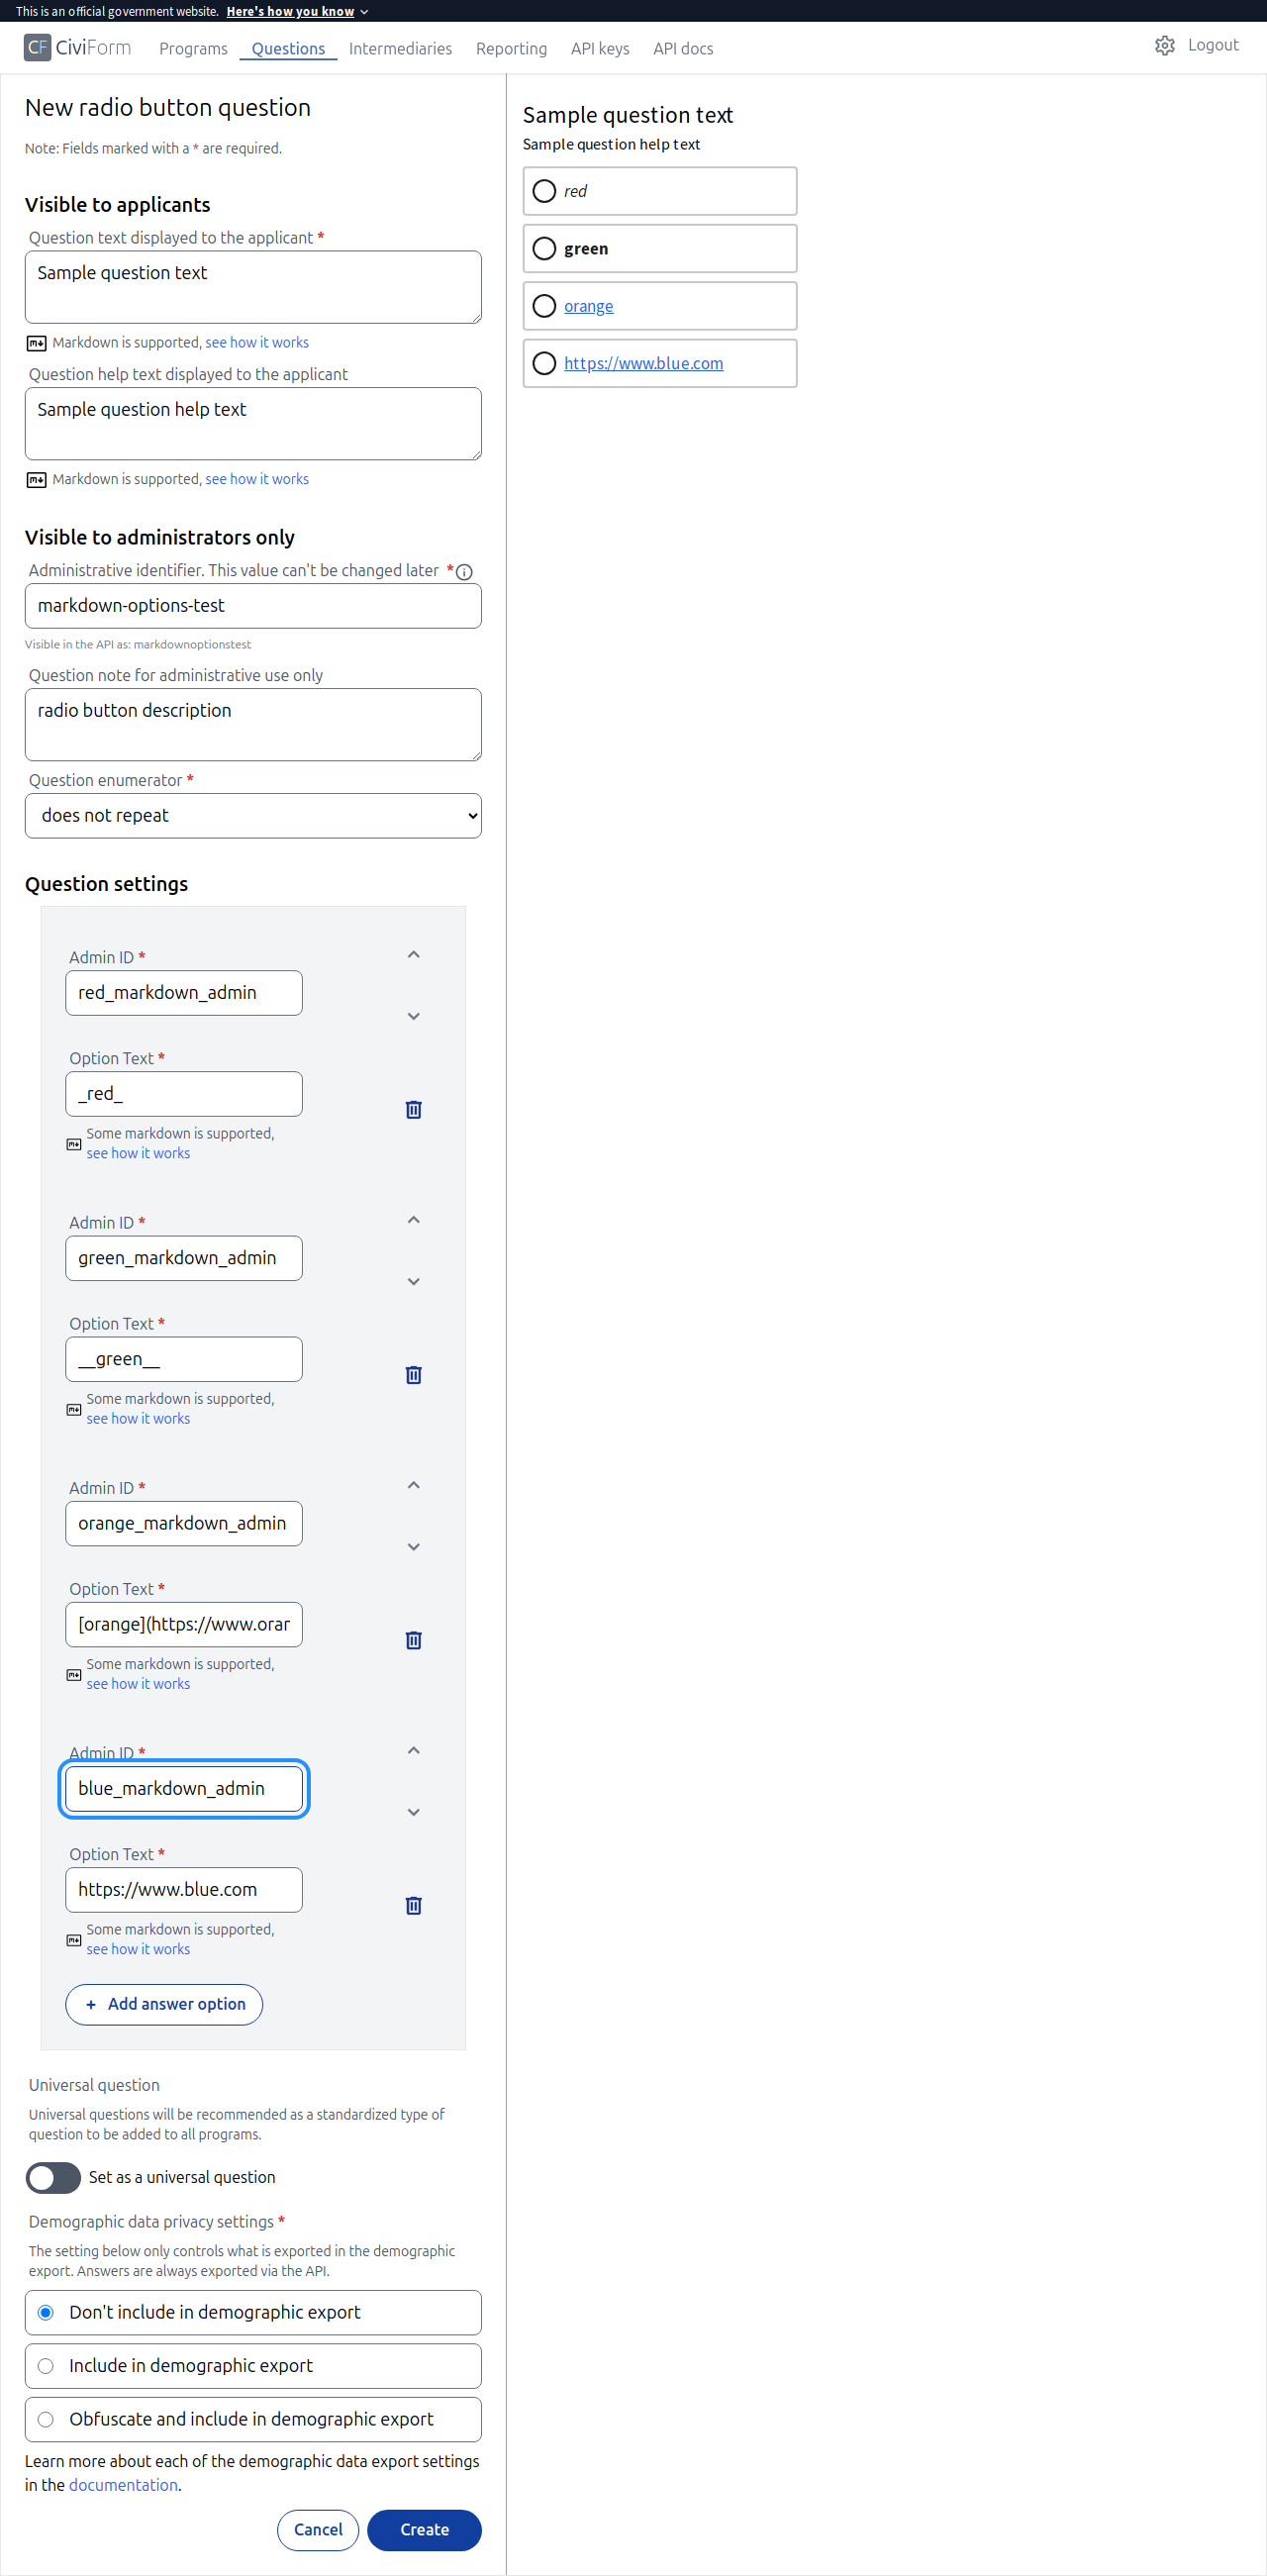 This is an official government website. Here's how you know
CF CiviForm Programs Questions Intermediaries Reporting API keys API docs Logout
New radio button question
Note: Fields marked with a * are required.
Visible to applicants
Question text displayed to the applicant *
Sample question text
Markdown is supported, see how it works
Question help text displayed to the applicant
Sample question help text
Markdown is supported, see how it works
Visible to administrators only
Administrative identifier. This value can't be changed later *
markdown-options-test
Visible in the API as: markdownoptionstest
Question note for administrative use only
radio button description
Question enumerator *
does not repeat
Question settings
Admin ID *
red_markdown_admin
Option Text *
_red_
Some markdown is supported,
see how it works
Admin ID *
green_markdown_admin
Option Text *
__green__
Some markdown is supported,
see how it works
Admin ID *
orange_markdown_admin
Option Text *
[orange](https://www.orar
Some markdown is supported,
see how it works
Admin ID *
blue_markdown_admin
Option Text *
https://www.blue.com
Some markdown is supported,
see how it works
+ Add answer option
Universal question
Universal questions will be recommended as a standardized type of
question to be added to all programs.
Set as a universal question
Demographic data privacy settings *
The setting below only controls what is exported in the demographic
export. Answers are always exported via the API.
Don't include in demographic export
Include in demographic export
Obfuscate and include in demographic export
Learn more about each of the demographic data export settings
in the documentation.
Cancel Create
Sample question text
Sample question help text
red
green
orange
https://www.blue.com